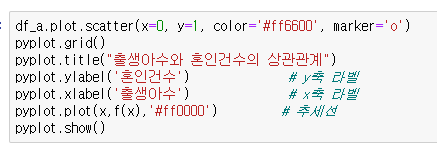 df_a.plot.scatter(x=0, y=1, color='#ff6600', marker='o')
pyplot.grid()
pyplot.title("출생아수와 혼인건수의 상관관계")
pyplot.ylabel('혼인건수') # y축 라벨
pyplot.xlabel('출생아수') # x축 라벨
pyplot.plot(x,f(x),'#ff0000') # 추세선
pyplot.show()